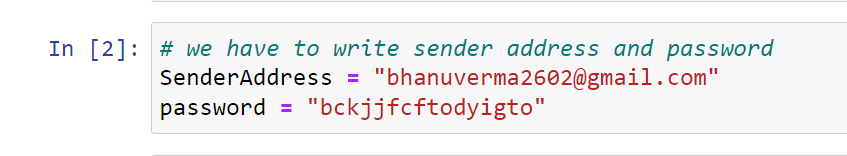 In [2]: # we have to write sender address and password
SenderAddress = "bhanuverma2602@gmail.com"
password = "bckjjfcftodyigto"